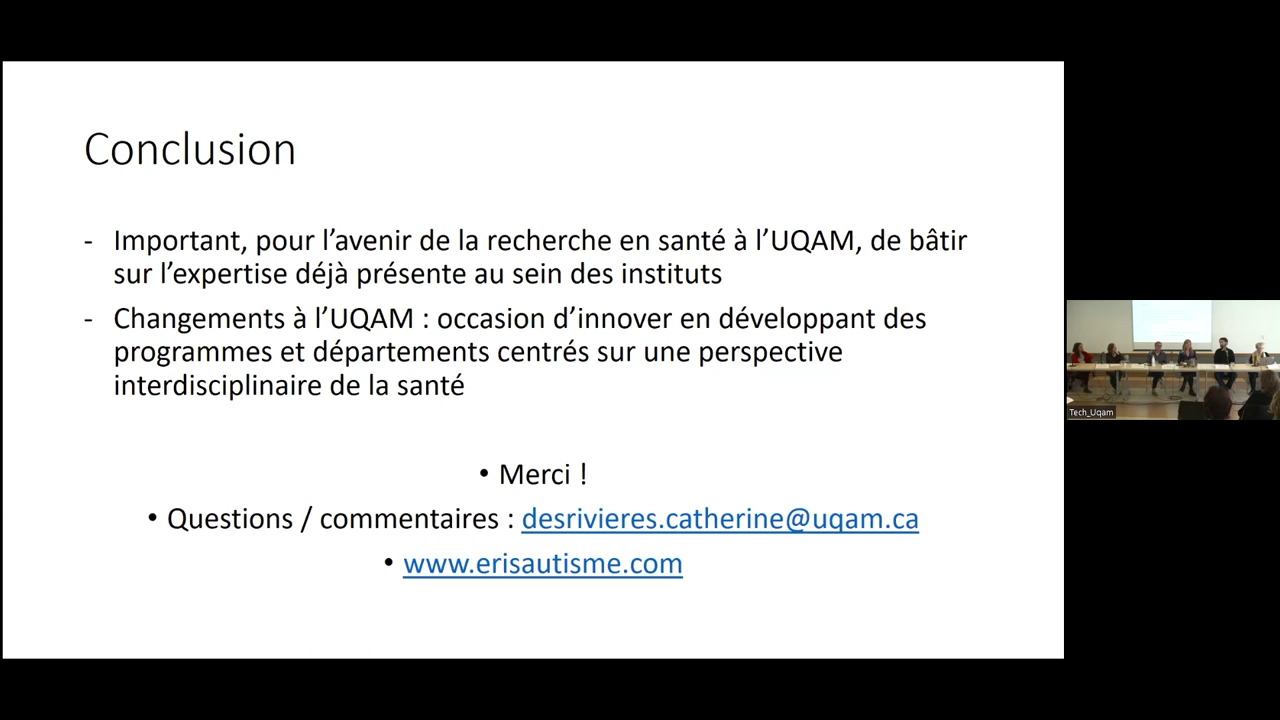 Conclusion
- Important, pour l’avenir de la recherche en santé à l’UQAM, de bâtir
sur l’expertise déjà présente au sein des instituts
- Changements à l’UQAM : occasion d’innover en développant des
programmes et départements centrés sur une perspective
interdisciplinaire de la santé
• Merci !
• Questions / commentaires : desrivieres.catherine@uqam.ca
• www.erisautisme.com
Tech_Uqam